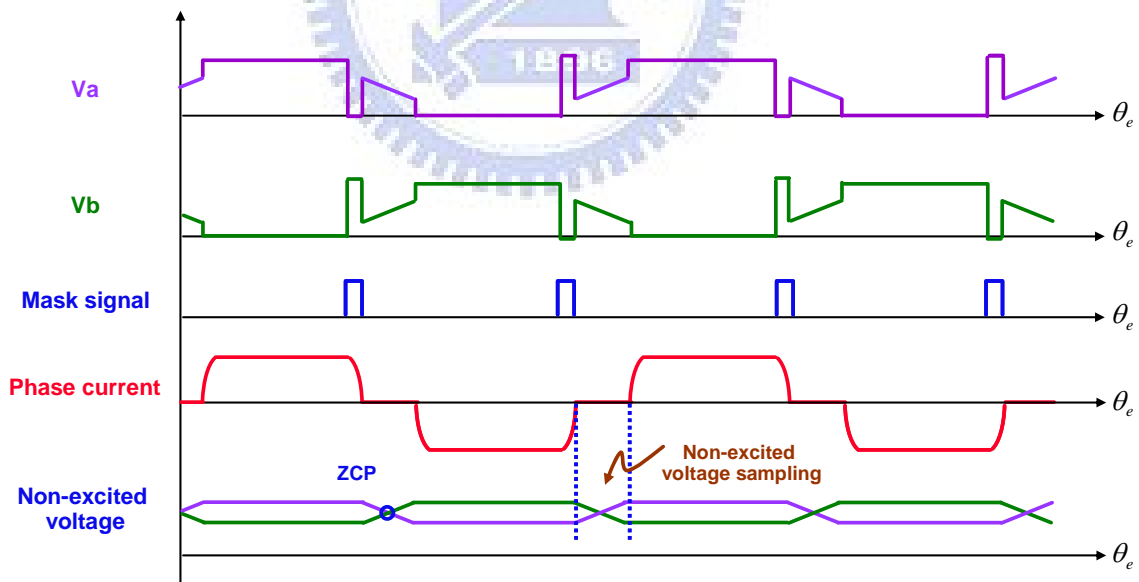 1896
Va
θe
Vb
θe
Mask signal
θe
Phase current
θe
Non-excited
voltage sampling
ZCP
Non-excited
voltage
θe